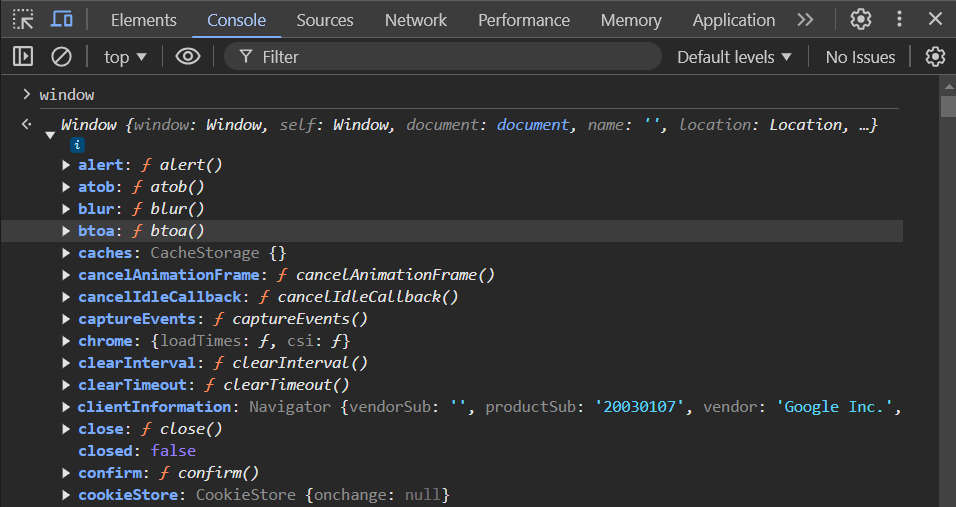 Elements Console Sources Network Performance Memory Application
top Filter Default levels No Issues
window
Window {window: Window, self: Window, document: document, name: '', location: Location, …}
i
alert: ƒ alert()
atob: ƒ atob()
blur: ƒ blur()
btoa: ƒ btoa()
caches: CacheStorage {}
cancelAnimationFrame: ƒ cancelAnimationFrame()
cancelIdleCallback: ƒ cancelIdleCallback()
captureEvents: ƒ captureEvents()
chrome: {loadTimes: ƒ, csi: ƒ}
clearInterval: ƒ clearInterval()
clearTimeout: ƒ clearTimeout()
clientInformation: Navigator {vendorSub: '', productSub: '20030107', vendor: 'Google Inc.',
close: ƒ close()
closed: false
confirm: ƒ confirm()
cookieStore: CookieStore {onchange: null}